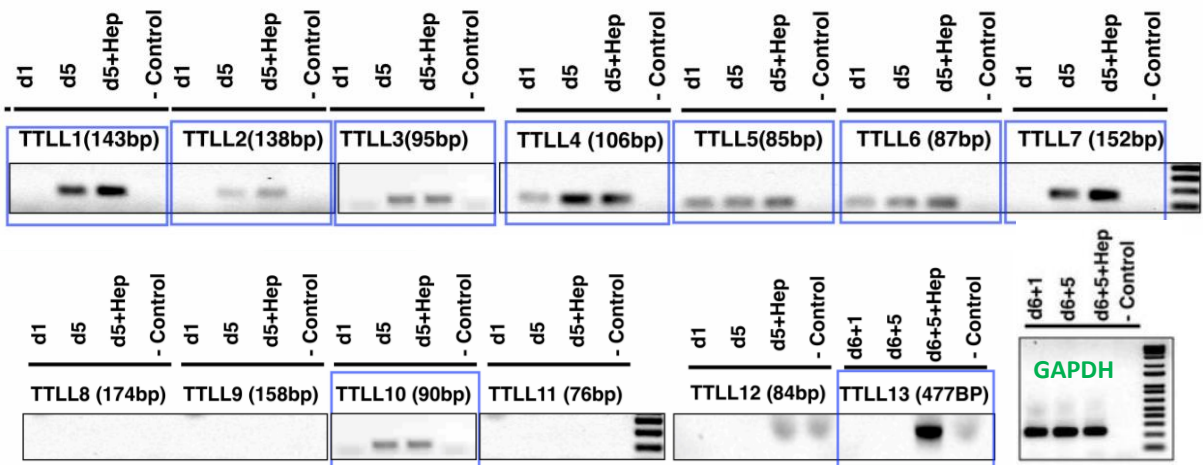 d1 d5 d5+Hep - Control d1 d5 d5+Hep - Control d1 d5 d5+Hep - Control d1 d5 d5+Hep - Control d1 d5 d5+Hep - Control d1 d5 d5+Hep - Control d1 d5 d5+Hep - Control
TTLL1(143bp) TTLL2(138bp) TTLL3(95bp) TTLL4 (106bp) TTLL5(85bp) TTLL6 (87bp) TTLL7 (152bp)
d1 d5 d5+Hep - Control d1 d5 d5+Hep - Control d1 d5 d5+Hep - Control d1 d5 d5+Hep - Control d1 d5 d5+Hep - Control d6+1 d6+5 d6+5+Hep - Control d6+1 d6+5 d6+5+Hep - Control
TTLL8 (174bp) TTLL9 (158bp) TTLL10 (90bp) TTLL11 (76bp) TTLL12 (84bp) TTLL13 (477BP)
GAPDH